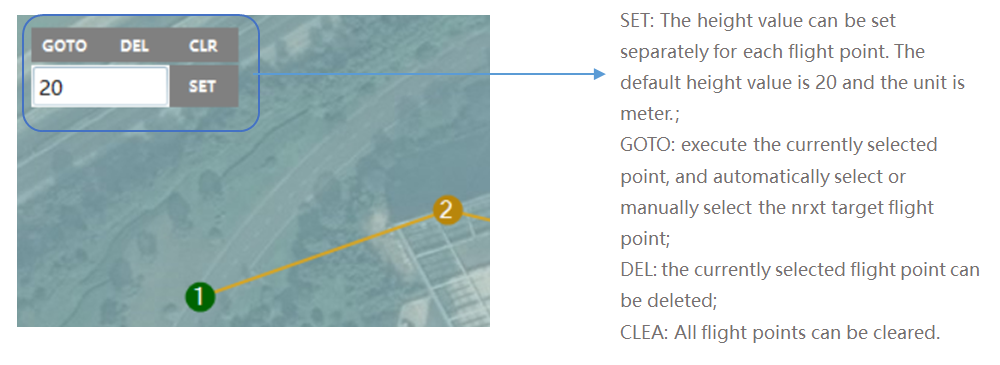 GOTO DEL CLR
20 SET
2
1
SET: The height value can be set
separately for each flight point. The
default height value is 20 and the unit is
meter.;
GOTO: execute the currently selected
point, and automatically select or
manually select the nrxt target flight
point;
DEL: the currently selected flight point can
be deleted;
CLEA: All flight points can be cleared.